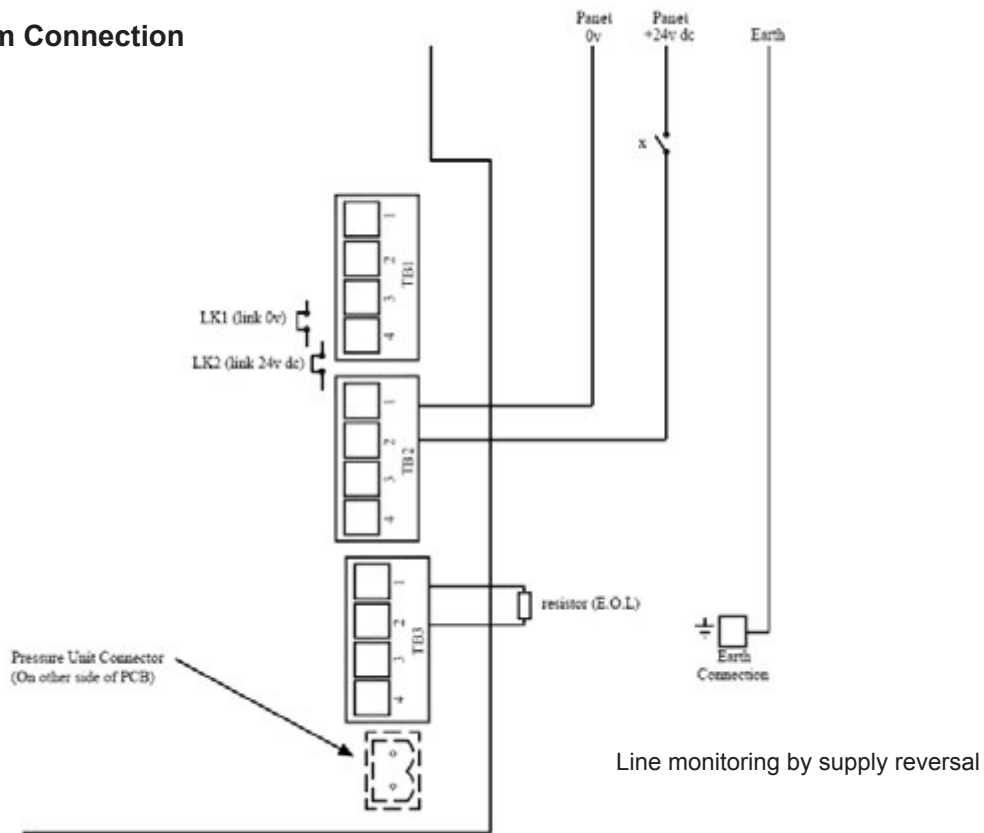 m Connection
Panel
0v
Panel
+24v dc
Earth
x
1
2
3
4
TB1
LK1 (link 0v)
LK2 (link 24v dc)
1
2
3
4
TB2
1
2
3
4
TB3
resistor (E.O.L)
Earth
Connection
Pressure Unit Connector
(On other side of PCB)
Line monitoring by supply reversal